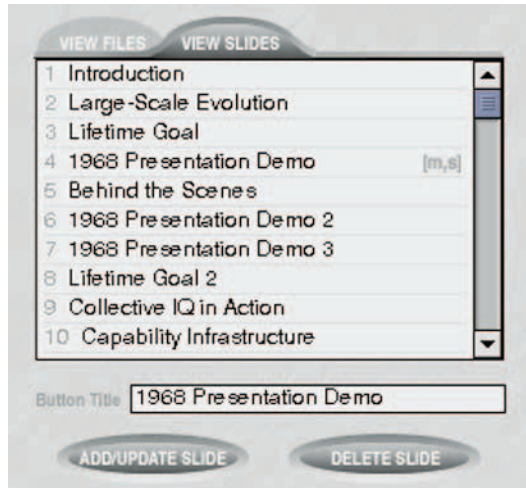 VIEW FILES VIEW SLIDES
1 Introduction
2 Large-Scale Evolution
3 Lifetime Goal
4 1968 Presentation Demo [m,s]
5 Behind the Scenes
6 1968 Presentation Demo 2
7 1968 Presentation Demo 3
8 Lifetime Goal 2
9 Collective IQ in Action
10 Capability Infrastructure
Button Title 1968 Presentation Demo
ADD/UPDATE SLIDE DELETE SLIDE